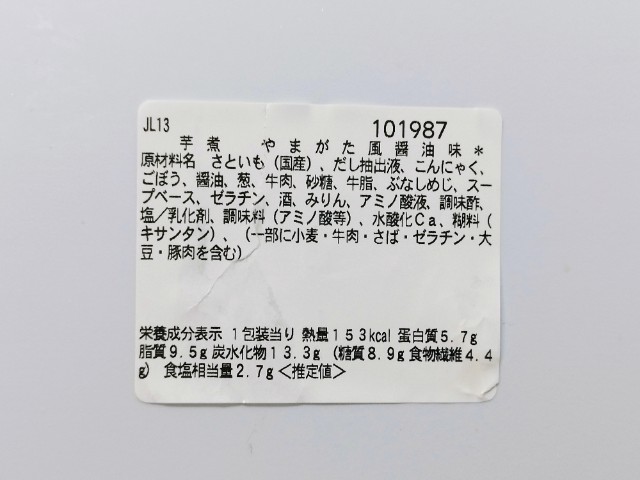 JL13 101987
芋煮 やまがた風醤油味*
原材料名 さといも(国産)、だし抽出液、こんにゃく、
ごぼう、醤油、葱、牛肉、砂糖、牛脂、ぶなしめじ、スー
プベース、ゼラチン、酒、みりん、アミノ酸液、調味酢、
塩/乳化剤、調味料(アミノ酸等)、水酸化Ca、糊料(
キサンタン)、(一部に小麦・牛肉・さば・ゼラチン・大
豆・豚肉を含む)
栄養成分表示 1包装当り 熱量153kcal 蛋白質5.7g
脂質9.5g 炭水化物13.3g (糖質8.9g 食物繊維4.4
g) 食塩相当量2.7g<推定値>